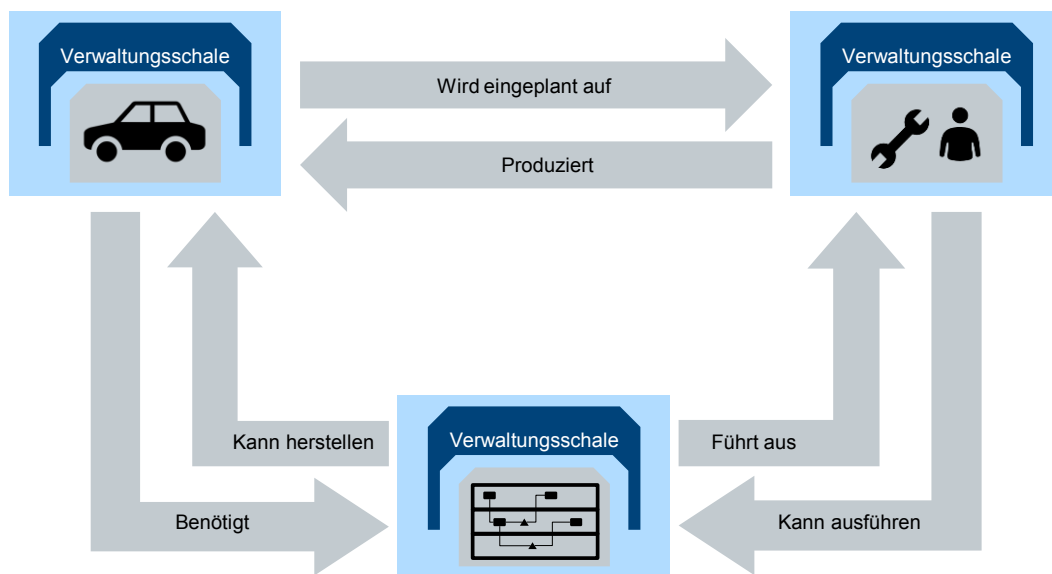 Verwaltungsschale
Verwaltungsschale
Wird eingeplant auf
Produziert
Kann herstellen
Verwaltungsschale
Führt aus
Benötigt
Kann ausführen